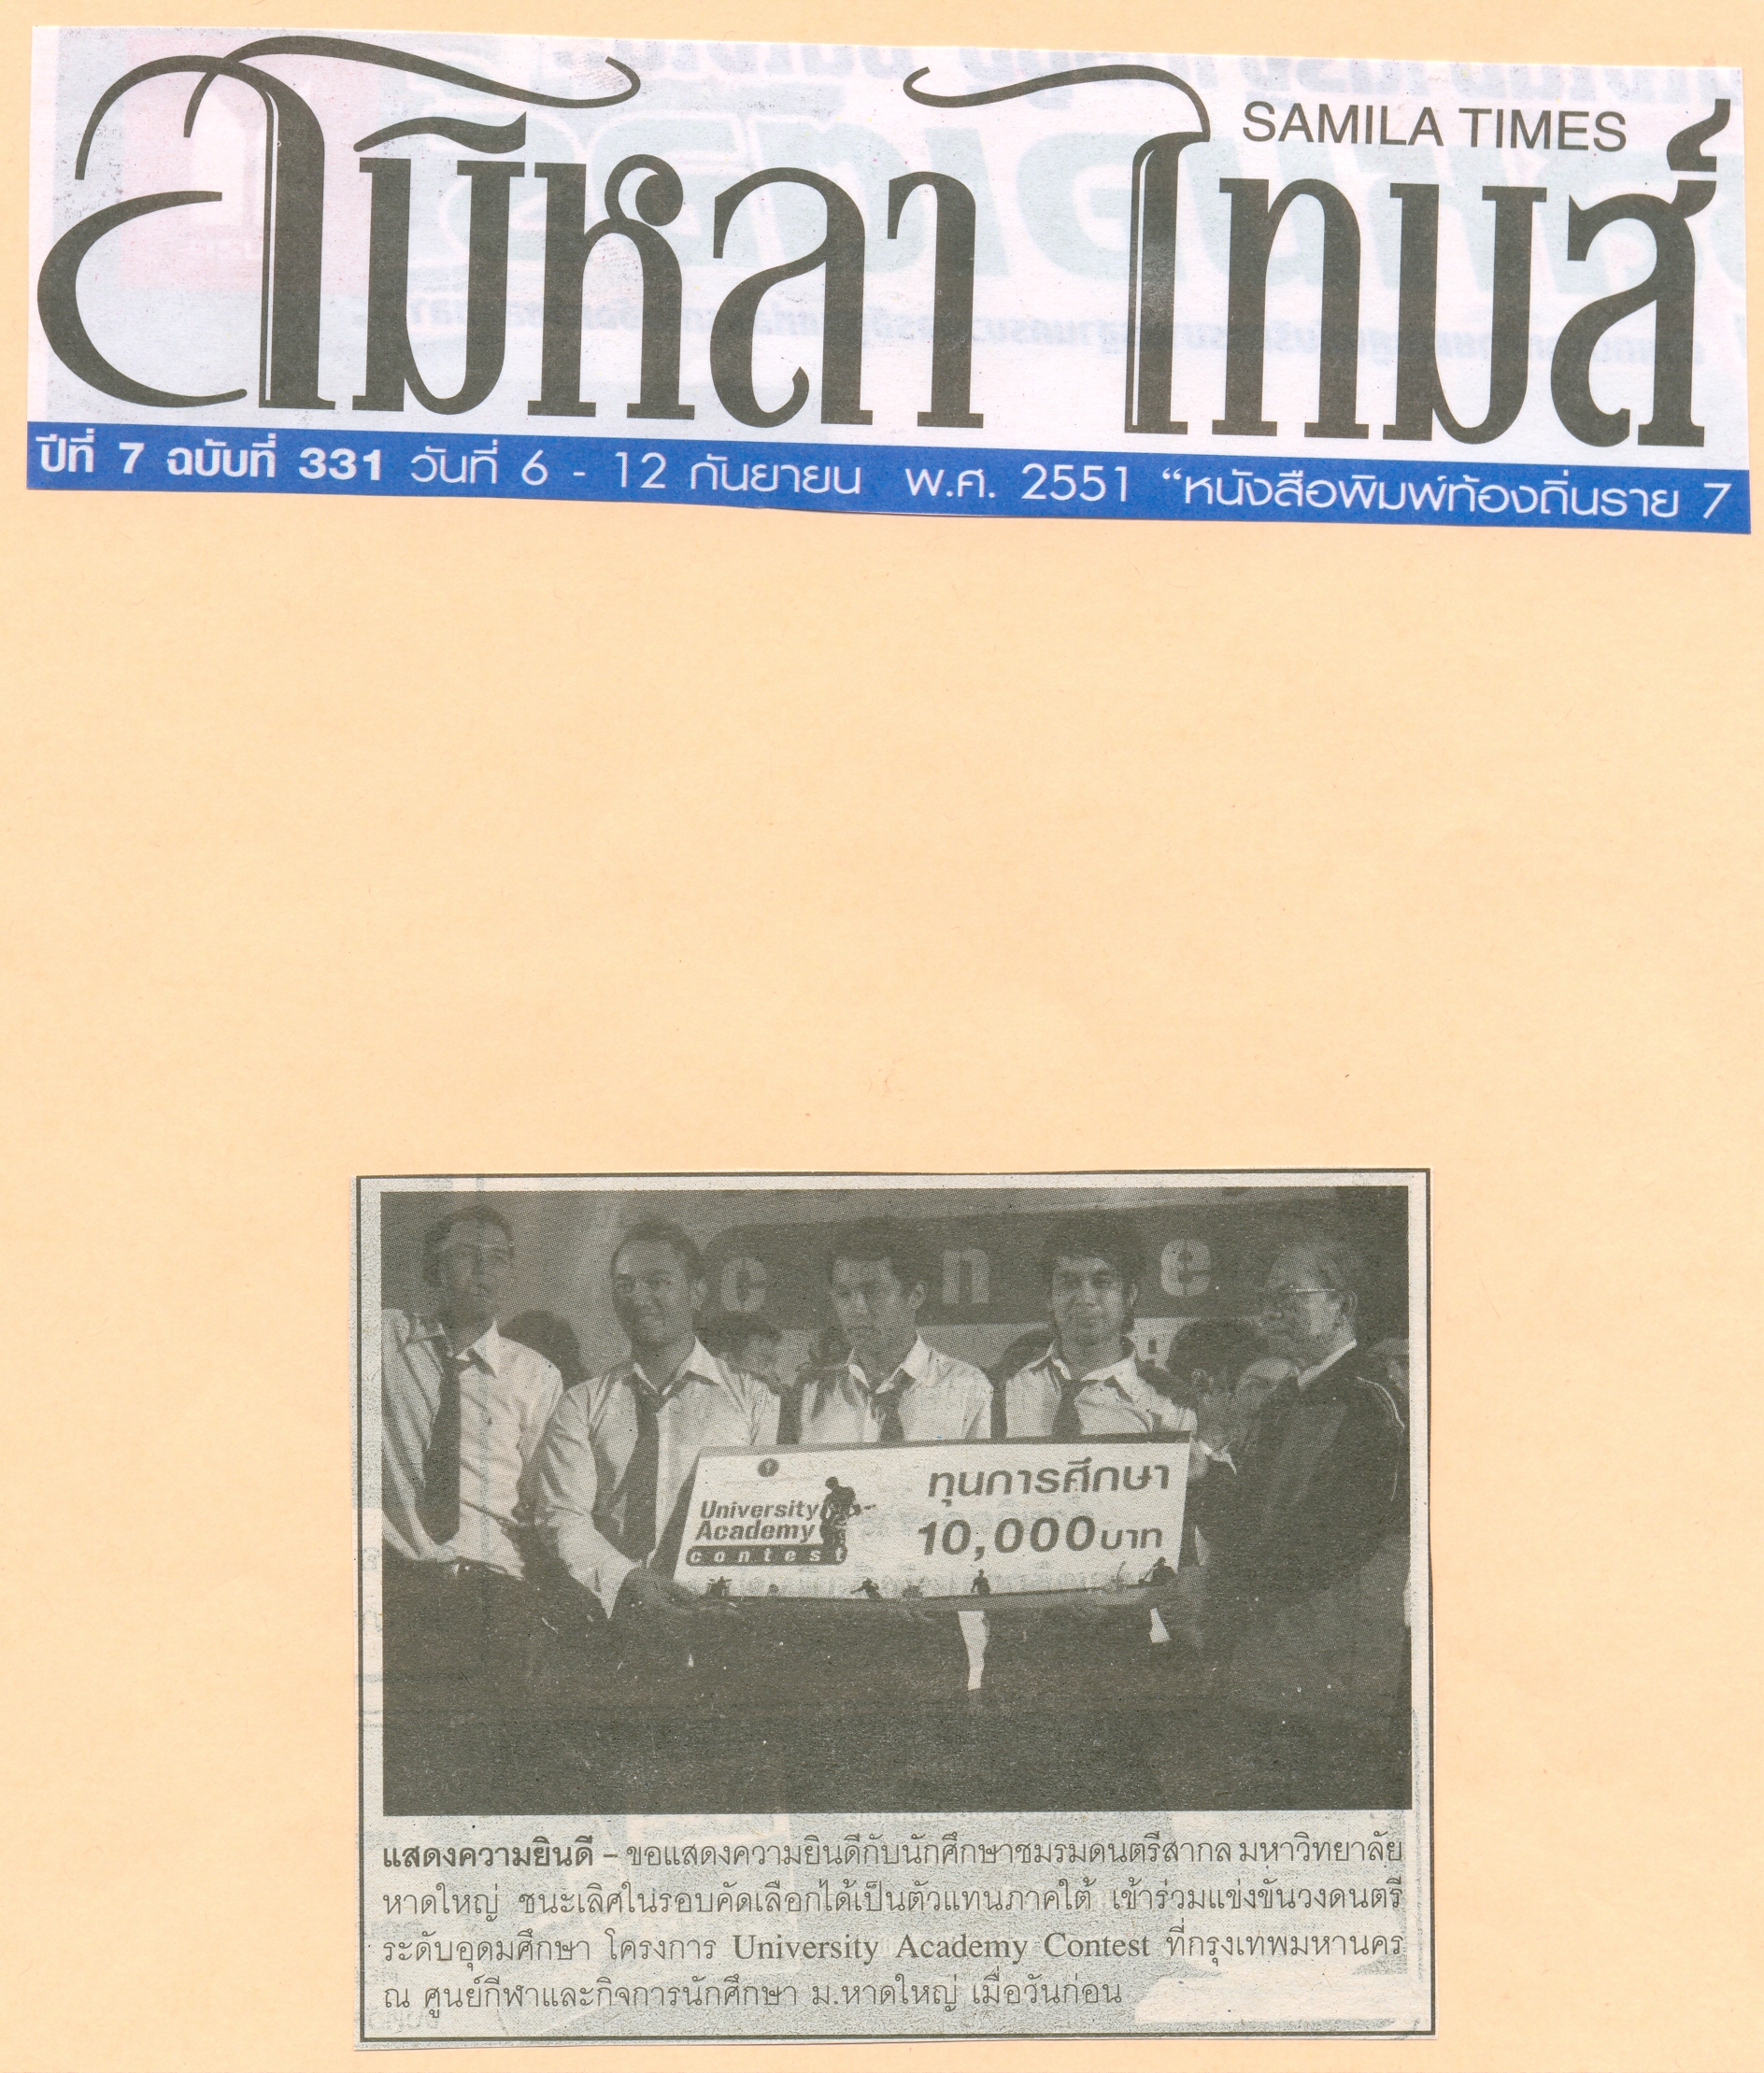 สมิหลา ไทมส์
SAMILA TIMES
ปีที่ 7 ฉบับที่ 331 วันที่ 6 - 12 กันยายน พ.ศ. 2551 “หนังสือพิมพ์ท้องถิ่นราย 7
c n e
University
Academy
contest
ทุนการศึกษา
10,000บาท
แสดงความยินดี – ขอแสดงความยินดีกับนักศึกษาชมรมดนตรีสากล มหาวิทยาลัย
หาดใหญ่ ชนะเลิศในรอบคัดเลือกได้เป็นตัวแทนภาคใต้ เข้าร่วมแข่งขันวงดนตรี
ระดับอุดมศึกษา โครงการ University Academy Contest ที่กรุงเทพมหานคร
ณ ศูนย์กีฬาและกิจการนักศึกษา ม.หาดใหญ่ เมื่อวันก่อน